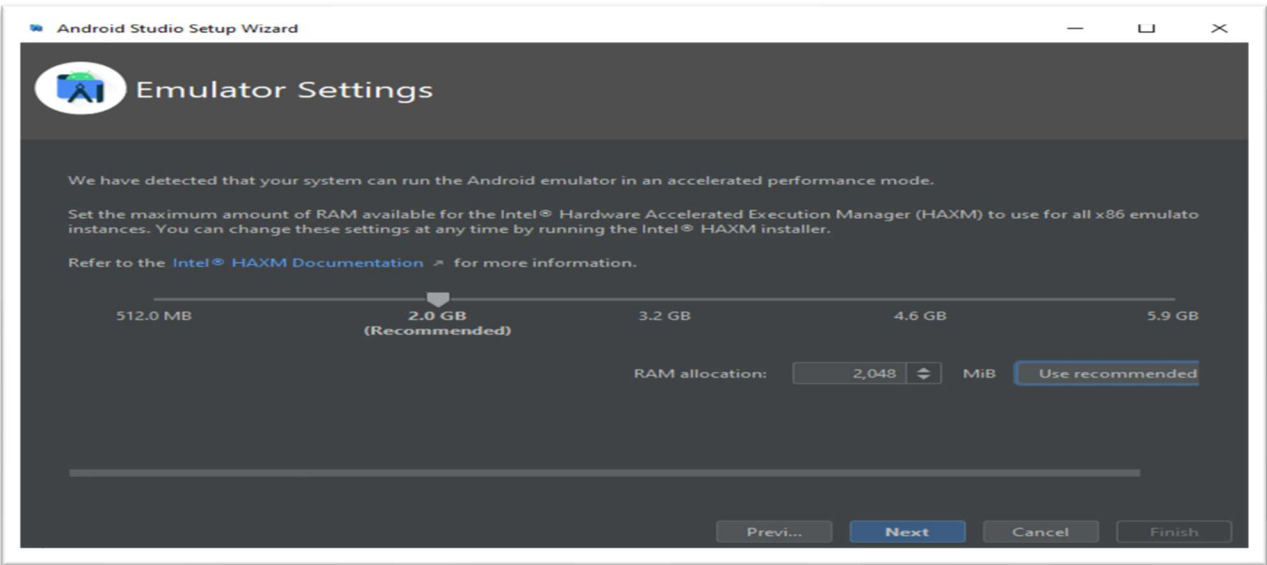 Android Studio Setup Wizard
Emulator Settings
We have detected that your system can run the Android emulator in an accelerated performance mode.
Set the maximum amount of RAM available for the Intel® Hardware Accelerated Execution Manager (HAXM) to use for all x86 emulato
instances. You can change these settings at any time by running the Intel® HAXM installer.
Refer to the Intel® HAXM Documentation ↗ for more information.
512.0 MB 2.0 GB 3.2 GB 4.6 GB 5.9 GB
(Recommended)
RAM allocation: 2,048 MiB Use recommended
Previ... Next Cancel Finish